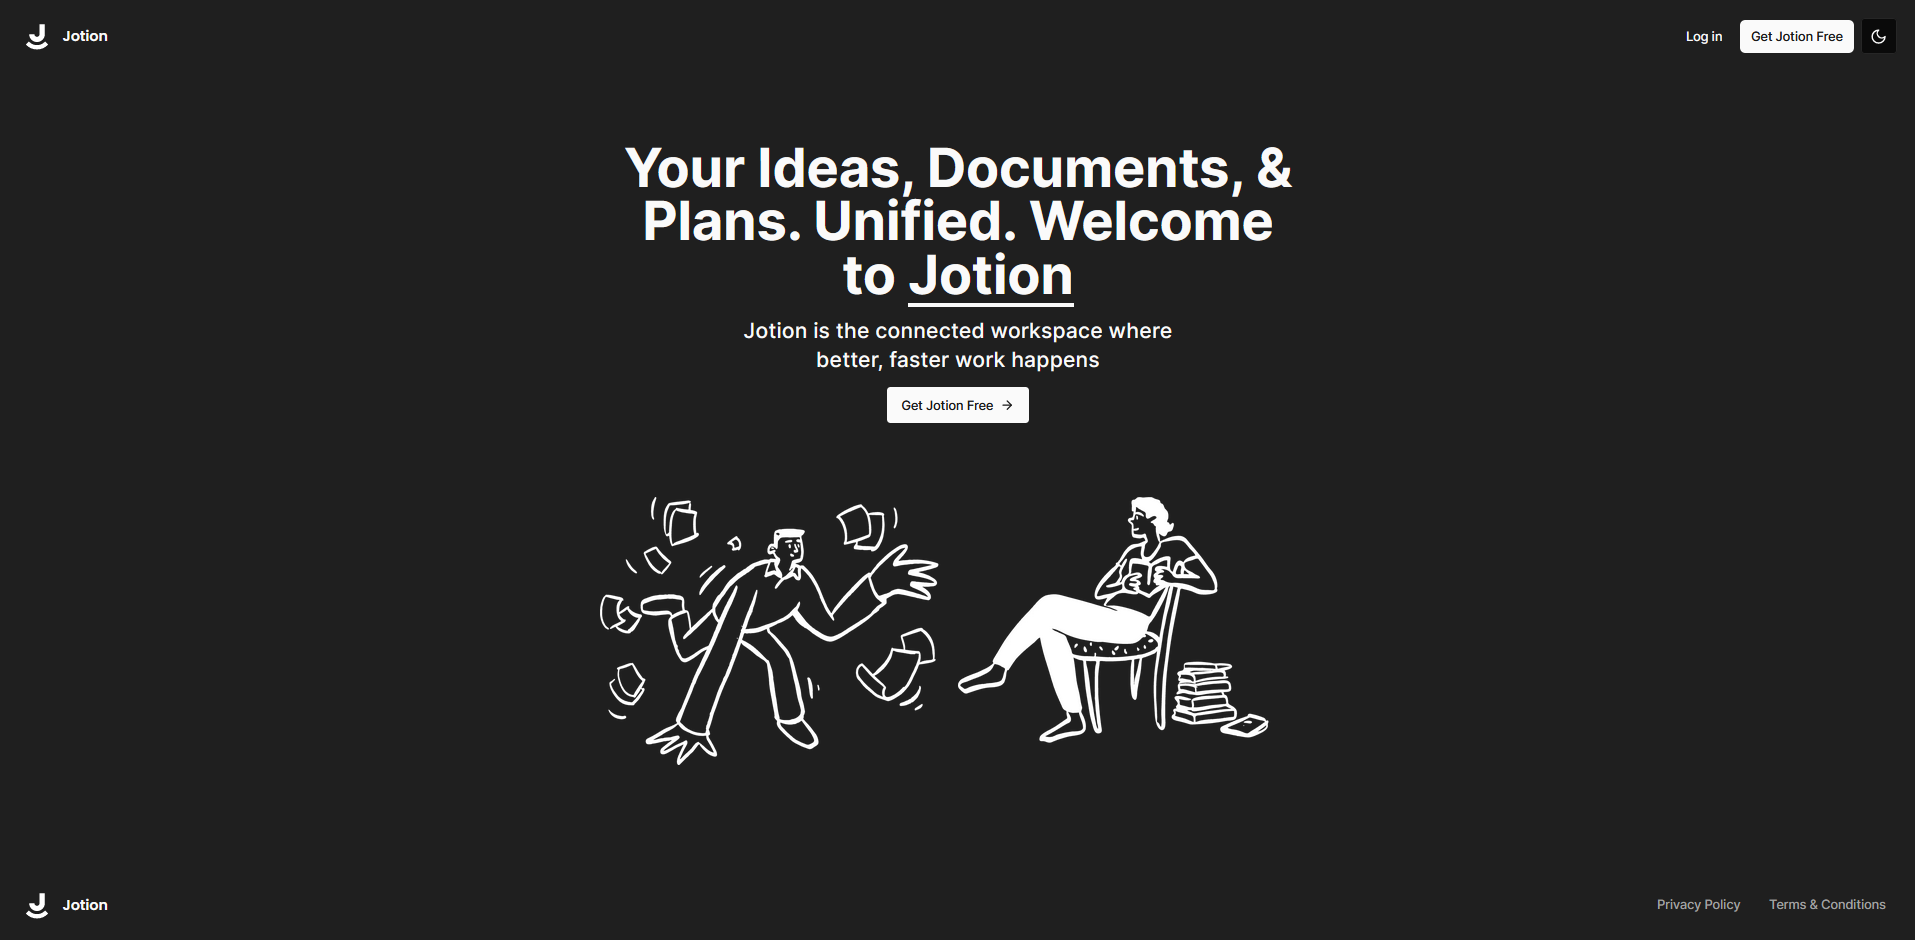 Jotion
Log in
Get Jotion Free
Your Ideas, Documents, &
Plans. Unified. Welcome
to Jotion
Jotion is the connected workspace where
better, faster work happens
Get Jotion Free
Jotion
Privacy Policy
Terms & Conditions